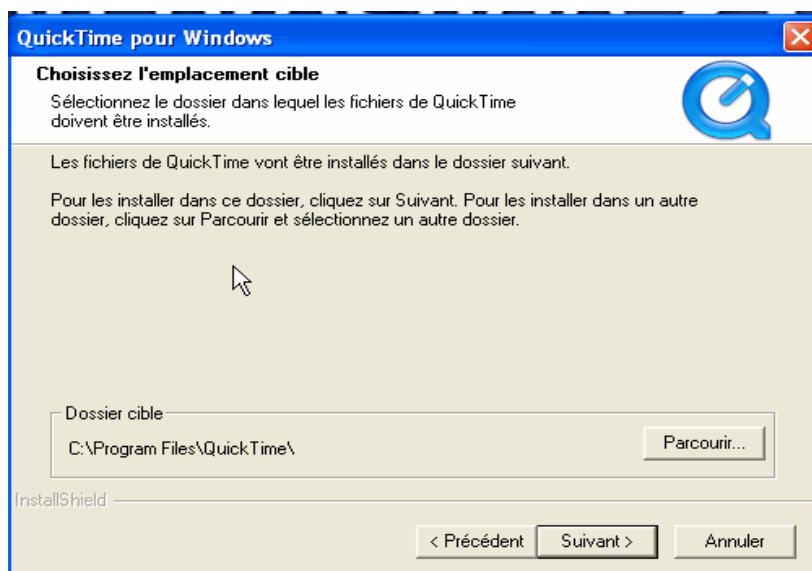 QuickTime pour Windows
Choisissez l'emplacement cible
Sélectionnez le dossier dans lequel les fichiers de QuickTime
doivent être installés.
Les fichiers de QuickTime vont être installés dans le dossier suivant.
Pour les installer dans ce dossier, cliquez sur Suivant. Pour les installer dans un autre
dossier, cliquez sur Parcourir et sélectionnez un autre dossier.
Dossier cible
C:\Program Files\QuickTime\
Parcourir...
InstallShield
< Précédent
Suivant >
Annuler